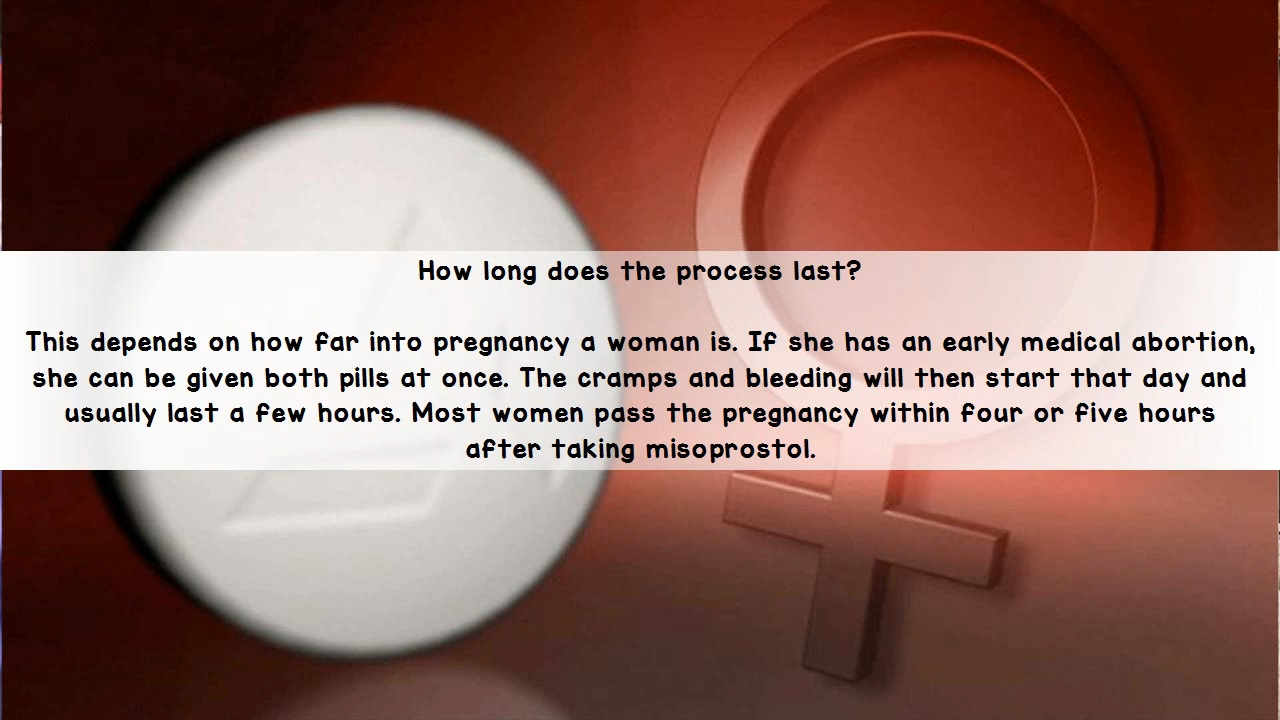 How long does the process last?
This depends on how far into pregnancy a woman is. If she has an early medical abortion,
she can be given both pills at once. The cramps and bleeding will then start that day and
usually last a few hours. Most women pass the pregnancy within four or five hours
after taking misoprostol.